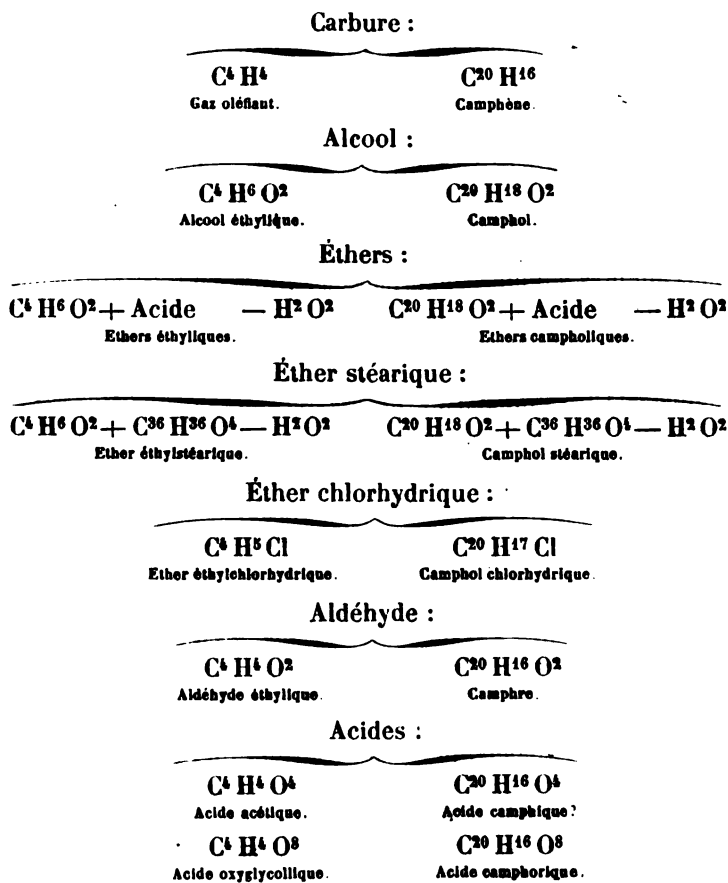 Carbure :
C⁴ H⁴ C²⁰ H¹⁶
Gaz oléfiant. Camphène.
Alcool :
C⁴ H⁶ O² C²⁰ H¹⁸ O²
Alcool éthylique. Camphol.
Éthers :
C⁴ H⁶ O² + Acide — H² O² C²⁰ H¹⁸ O² + Acide — H² O²
Ethers éthyliques. Ethers campholiques.
Éther stéarique :
C⁴ H⁶ O² + C³⁶ H³⁶ O⁴ — H² O² C²⁰ H¹⁸ O² + C³⁶ H³⁶ O⁴ — H² O²
Ether éthylstéarique. Camphol stéarique.
Éther chlorhydrique :
C⁴ H⁵ Cl C²⁰ H¹⁷ Cl
Ether éthylchlorhydrique. Camphol chlorhydrique.
Aldéhyde :
C⁴ H⁴ O² C²⁰ H¹⁶ O²
Aldéhyde éthylique. Camphre.
Acides :
C⁴ H⁴ O⁴ C²⁰ H¹⁶ O⁴
Acide acétique. Acide camphique?
C⁴ H⁴ O⁸ C²⁰ H¹⁶ O⁸
Acide oxyglycollique. Acide camphorique.